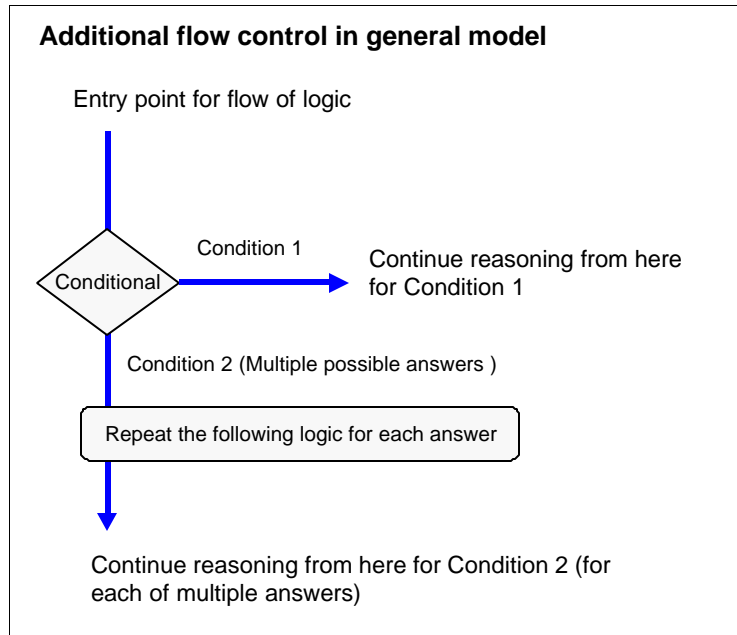 Additional flow control in general model
Entry point for flow of logic
Condition 1
Conditional
Continue reasoning from here
for Condition 1
Condition 2 (Multiple possible answers )
Repeat the following logic for each answer
Continue reasoning from here for Condition 2 (for
each of multiple answers)